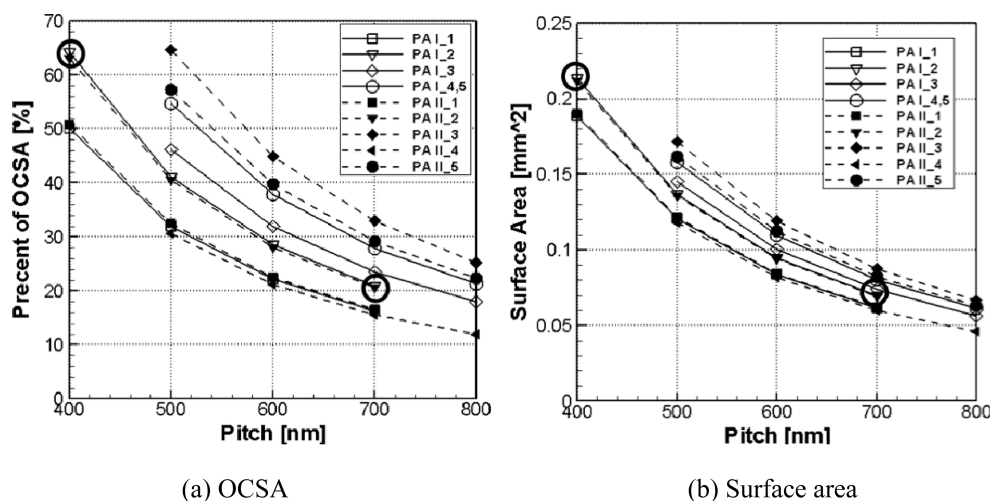 Precent of OCSA [%]
70
60
50
40
30
20
10
0
400 500 600 700 800
Pitch [nm]
PA I_1
PA I_2
PA I_3
PA I_4,5
PA II_1
PA II_2
PA II_3
PA II_4
PA II_5
(a) OCSA
Surface Area [mm^2]
0.25
0.2
0.15
0.1
0.05
0
400 500 600 700 800
Pitch [nm]
PA I_1
PA I_2
PA I_3
PA I_4,5
PA II_1
PA II_2
PA II_3
PA II_4
PA II_5
(b) Surface area